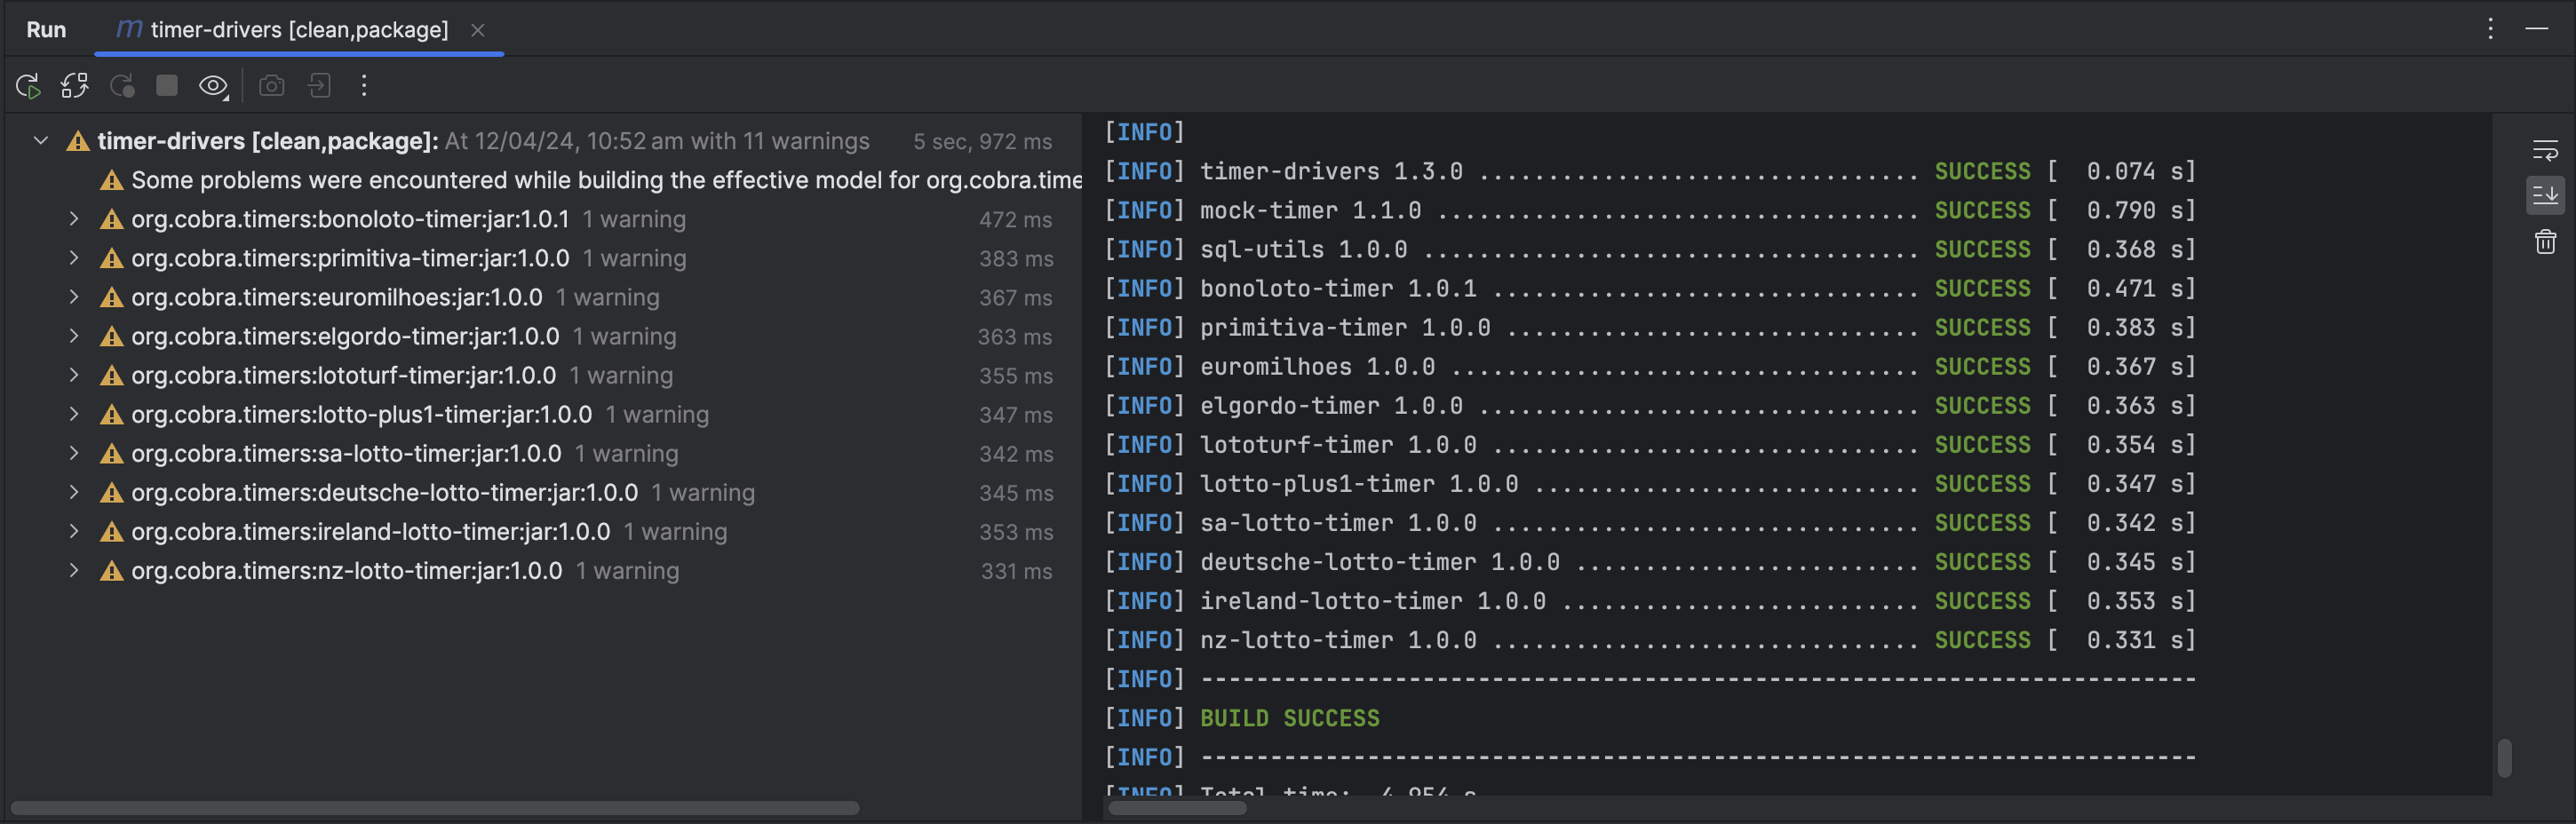 Run
timer-drivers [clean,package]
timer-drivers [clean,package]: At 12/04/24, 10:52 am with 11 warnings 5 sec, 972 ms
Some problems were encountered while building the effective model for org.cobra.time
org.cobra.timers:bonoloto-timer:jar:1.0.1 1 warning 472 ms
org.cobra.timers:primitiva-timer:jar:1.0.0 1 warning 383 ms
org.cobra.timers:euromilhoes:jar:1.0.0 1 warning 367 ms
org.cobra.timers:elgordo-timer:jar:1.0.0 1 warning 363 ms
org.cobra.timers:lototurf-timer:jar:1.0.0 1 warning 355 ms
org.cobra.timers:lotto-plus1-timer:jar:1.0.0 1 warning 347 ms
org.cobra.timers:sa-lotto-timer:jar:1.0.0 1 warning 342 ms
org.cobra.timers:deutsche-lotto-timer:jar:1.0.0 1 warning 345 ms
org.cobra.timers:ireland-lotto-timer:jar:1.0.0 1 warning 353 ms
org.cobra.timers:nz-lotto-timer:jar:1.0.0 1 warning 331 ms
[INFO]
[INFO] timer-drivers 1.3.0 ................................ SUCCESS [  0.074 s]
[INFO] mock-timer 1.1.0 ................................... SUCCESS [  0.790 s]
[INFO] sql-utils 1.0.0 .................................... SUCCESS [  0.368 s]
[INFO] bonoloto-timer 1.0.1 ............................... SUCCESS [  0.471 s]
[INFO] primitiva-timer 1.0.0 .............................. SUCCESS [  0.383 s]
[INFO] euromilhoes 1.0.0 .................................. SUCCESS [  0.367 s]
[INFO] elgordo-timer 1.0.0 ................................ SUCCESS [  0.363 s]
[INFO] lototurf-timer 1.0.0 ............................... SUCCESS [  0.354 s]
[INFO] lotto-plus1-timer 1.0.0 ............................ SUCCESS [  0.347 s]
[INFO] sa-lotto-timer 1.0.0 ............................... SUCCESS [  0.342 s]
[INFO] deutsche-lotto-timer 1.0.0 ......................... SUCCESS [  0.345 s]
[INFO] ireland-lotto-timer 1.0.0 .......................... SUCCESS [  0.353 s]
[INFO] nz-lotto-timer 1.0.0 ............................... SUCCESS [  0.331 s]
[INFO] ------------------------------------------------------------------------
[INFO] BUILD SUCCESS
[INFO] ------------------------------------------------------------------------
[INFO] Total time:  4.954 s